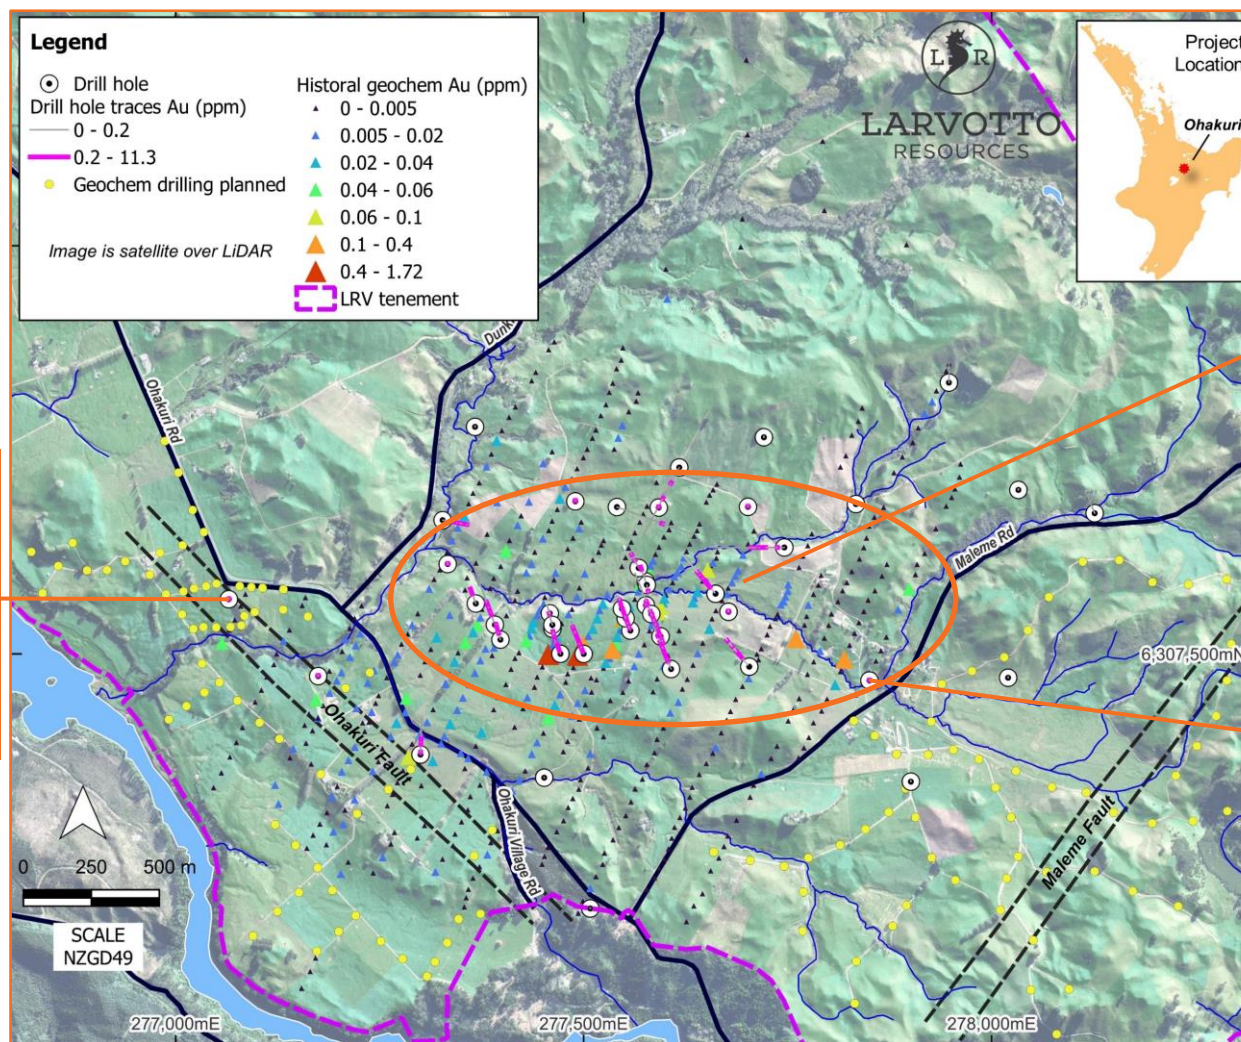 Legend
Drill hole
Drill hole traces Au (ppm)
0 - 0.2
0.2 - 11.3
Geochem drilling planned
Image is satellite over LiDAR
Historal geochem Au (ppm)
0 - 0.005
0.005 - 0.02
0.02 - 0.04
0.04 - 0.06
0.06 - 0.1
0.1 - 0.4
0.4 - 1.72
LRV tenement
L R
LARVOTTO
RESOURCES
Project
Location
Ohakuri
Ohakuri Rd
Maleme Rd
6,307,500mN
Ohakuri Fault
Ohakuri Village Rd
Maleme Fault
0 250 500 m
SCALE
NZGD49
277,000mE
277,500mE
278,000mE